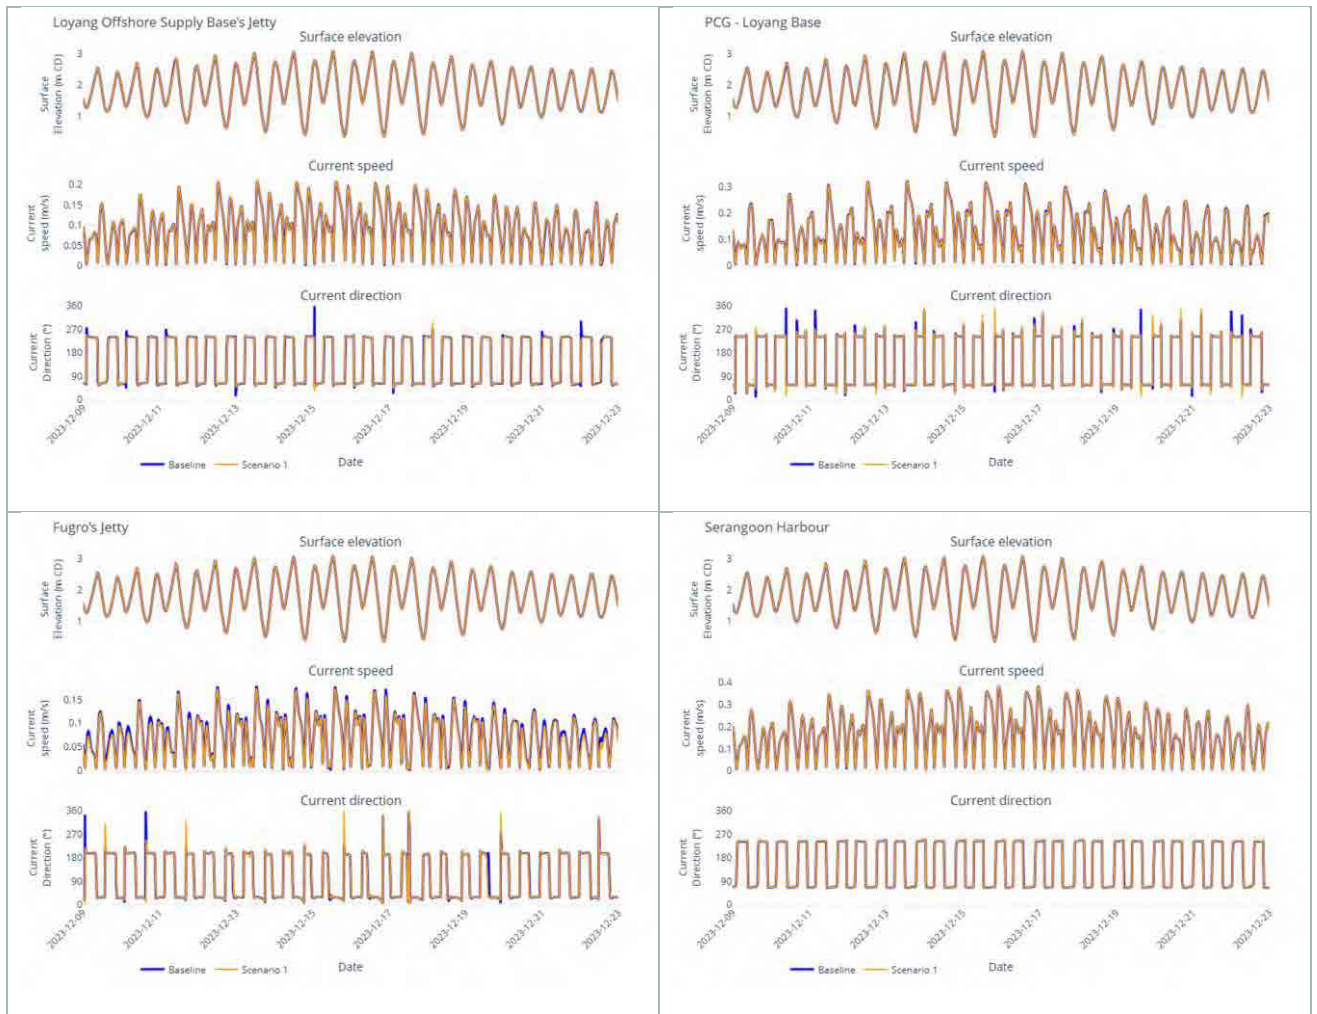 Loyang Offshore Supply Base's Jetty
Surface elevation
Surface
Elevation (m CD)
3
2
1
Current speed
Current
speed (m/s)
0.2
0.15
0.1
0.05
0
Current direction
Current
Direction (°)
360
270
180
90
0
2023-12-09
2023-12-11
2023-12-13
2023-12-15
2023-12-17
2023-12-19
2023-12-21
2023-12-23
Baseline
Scenario 1
Date
PCG - Loyang Base
Surface elevation
Surface
Elevation (m CD)
3
2
1
Current speed
Current
speed (m/s)
0.3
0.2
0.1
0
Current direction
Current
Direction (°)
360
270
180
90
0
2023-12-09
2023-12-11
2023-12-13
2023-12-15
2023-12-17
2023-12-19
2023-12-21
2023-12-23
Baseline
Scenario 1
Date
Fugro's Jetty
Surface elevation
Surface
Elevation (m CD)
3
2
1
Current speed
Current
speed (m/s)
0.15
0.1
0.05
0
Current direction
Current
Direction (°)
360
270
180
90
0
2023-12-09
2023-12-11
2023-12-13
2023-12-15
2023-12-17
2023-12-19
2023-12-21
2023-12-23
Baseline
Scenario 1
Date
Serangoon Harbour
Surface elevation
Surface
Elevation (m CD)
3
2
1
Current speed
Current
speed (m/s)
0.4
0.3
0.2
0.1
0
Current direction
Current
Direction (°)
360
270
180
90
0
2023-12-09
2023-12-11
2023-12-13
2023-12-15
2023-12-17
2023-12-19
2023-12-21
2023-12-23
Baseline
Scenario 1
Date